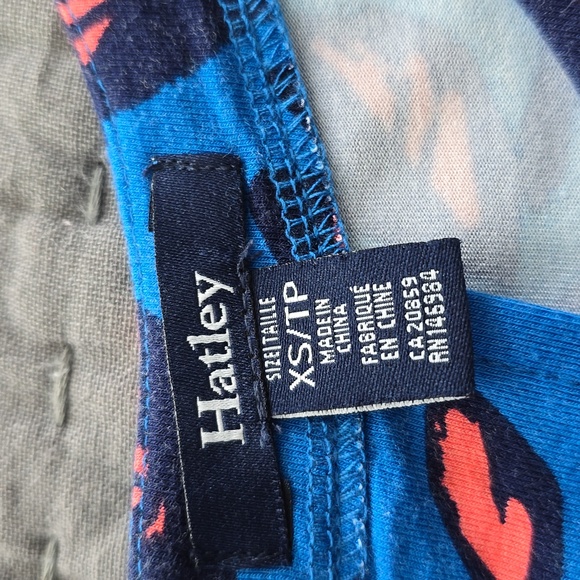 Hatley
SIZE/TAILLE
XS/TP
MADE IN
CHINA
FABRIQUÉ
EN CHINE
CA 20859
RN 146984